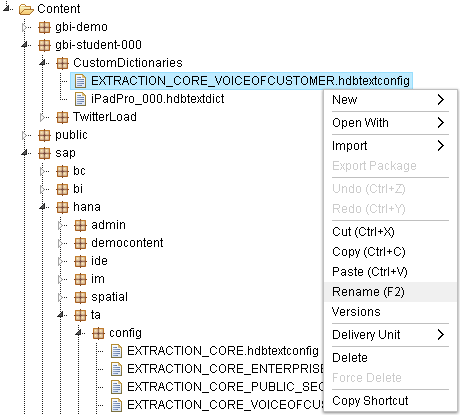 Content
gbi-demo
gbi-student-000
CustomDictionaries
EXTRACTION_CORE_VOICEOFCUSTOMER.hdbtextconfig
iPadPro_000.hdbtextdict
TwitterLoad
public
sap
bc
bi
hana
admin
democontent
ide
im
spatial
ta
config
EXTRACTION_CORE.hdbtextconfig
EXTRACTION_CORE_ENTERPRISE
EXTRACTION_CORE_PUBLIC_SEC
EXTRACTION_CORE_VOICEOFCUS
New
Open With
Import
Export Package
Undo (Ctrl+Z)
Redo (Ctrl+Y)
Cut (Ctrl+X)
Copy (Ctrl+C)
Paste (Ctrl+V)
Rename (F2)
Versions
Delivery Unit
Delete
Force Delete
Copy Shortcut